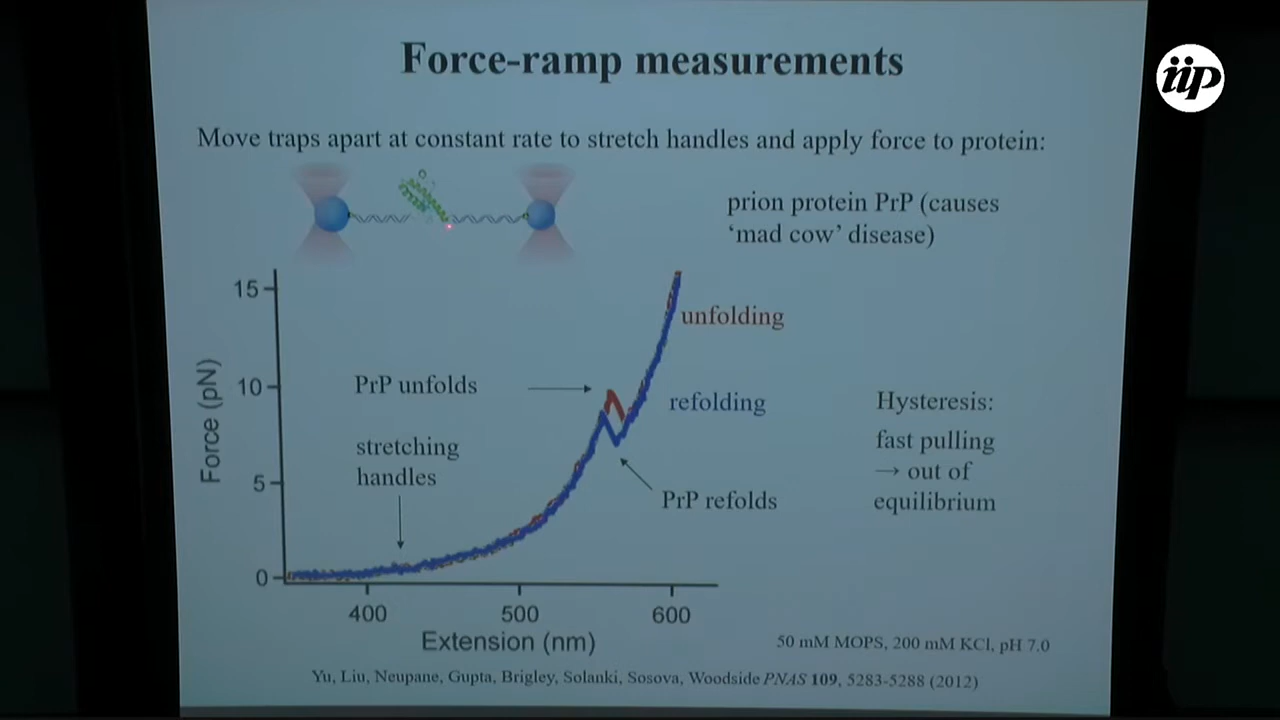 Force-ramp measurements
iip
Move traps apart at constant rate to stretch handles and apply force to protein:
prion protein PrP (causes
‘mad cow’ disease)
15
unfolding
PrP unfolds
10
refolding
Hysteresis:
stretching
handles
fast pulling
→ out of
equilibrium
Force (pN)
5
PrP refolds
0
400
500
600
Extension (nm)
50 mM MOPS, 200 mM KCl, pH 7.0
Yu, Liu, Neupane, Gupta, Brigley, Solanki, Sosova, Woodside PNAS 109, 5283-5288 (2012)